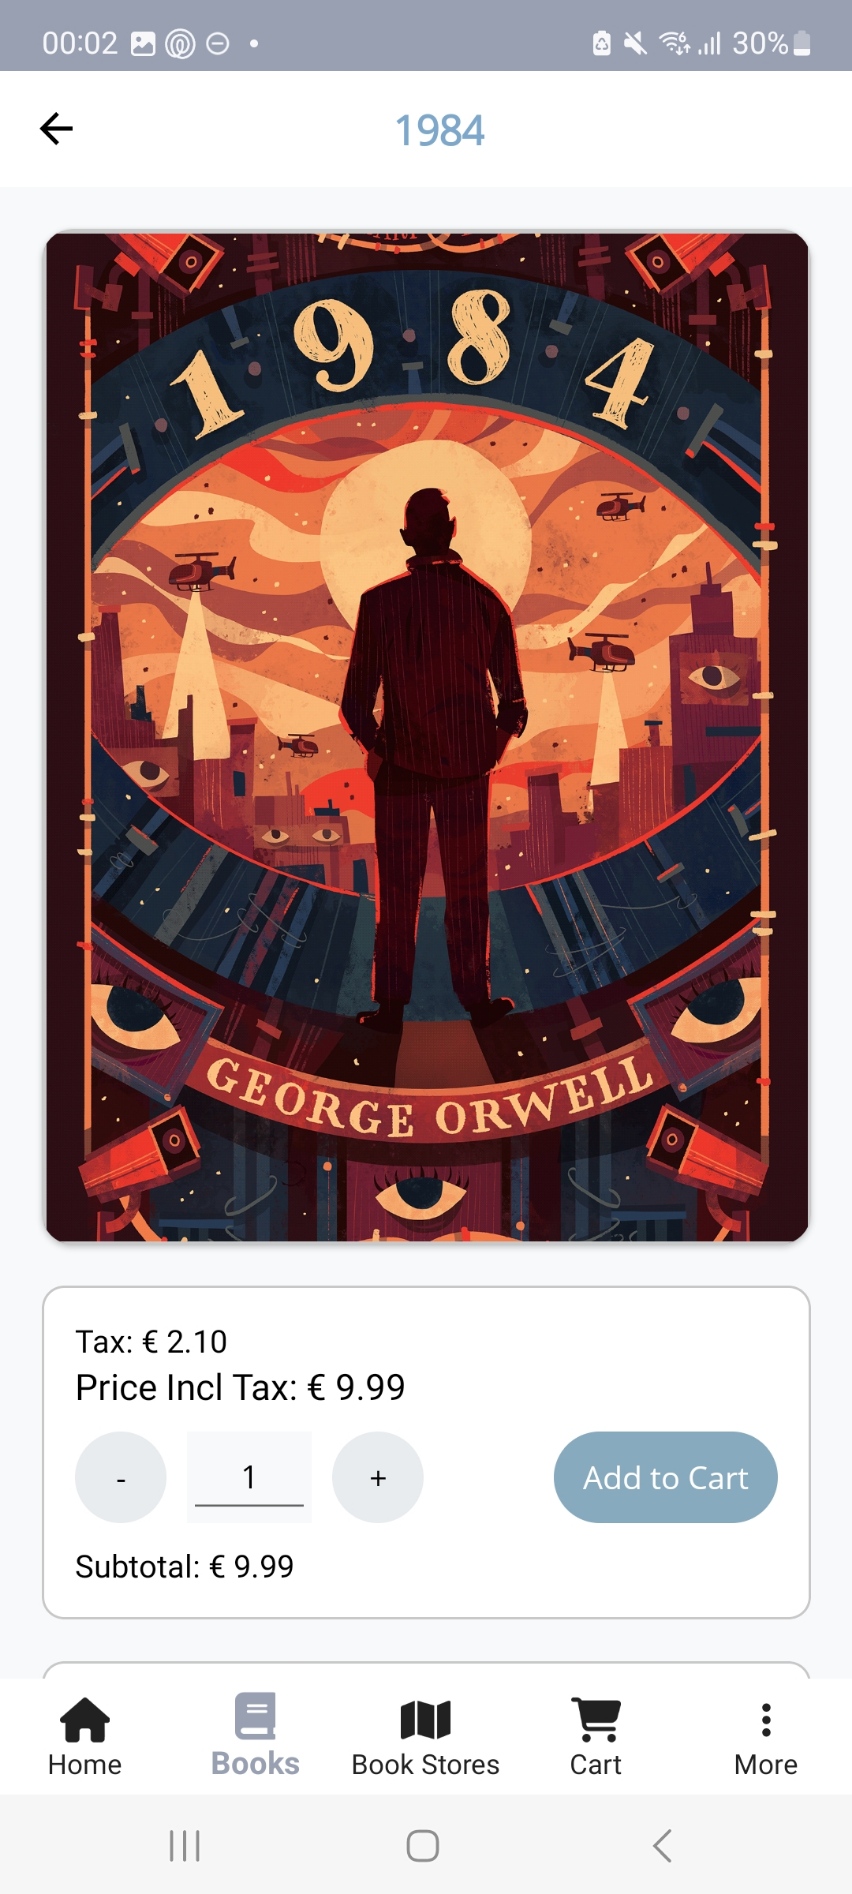 00:02
30%
1984
1984
GEORGE ORWELL
Tax: € 2.10
Price Incl Tax: € 9.99
- 1 + Add to Cart
Subtotal: € 9.99
Home Books Book Stores Cart More